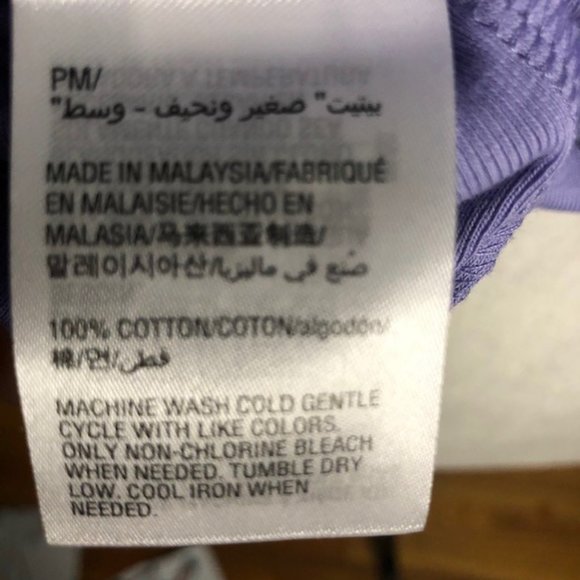 PM/
"بيتيت" صغير ونحيف - وسط"
MADE IN MALAYSIA/FABRIQUÉ
EN MALAISIE/HECHO EN
MALASIA/马来西亚制造/
말레이시아산/صنع في ماليزيا
100% COTTON/COTON/algodón/
棉/면/قطن
MACHINE WASH COLD GENTLE
CYCLE WITH LIKE COLORS.
ONLY NON-CHLORINE BLEACH
WHEN NEEDED. TUMBLE DRY
LOW. COOL IRON WHEN
NEEDED.